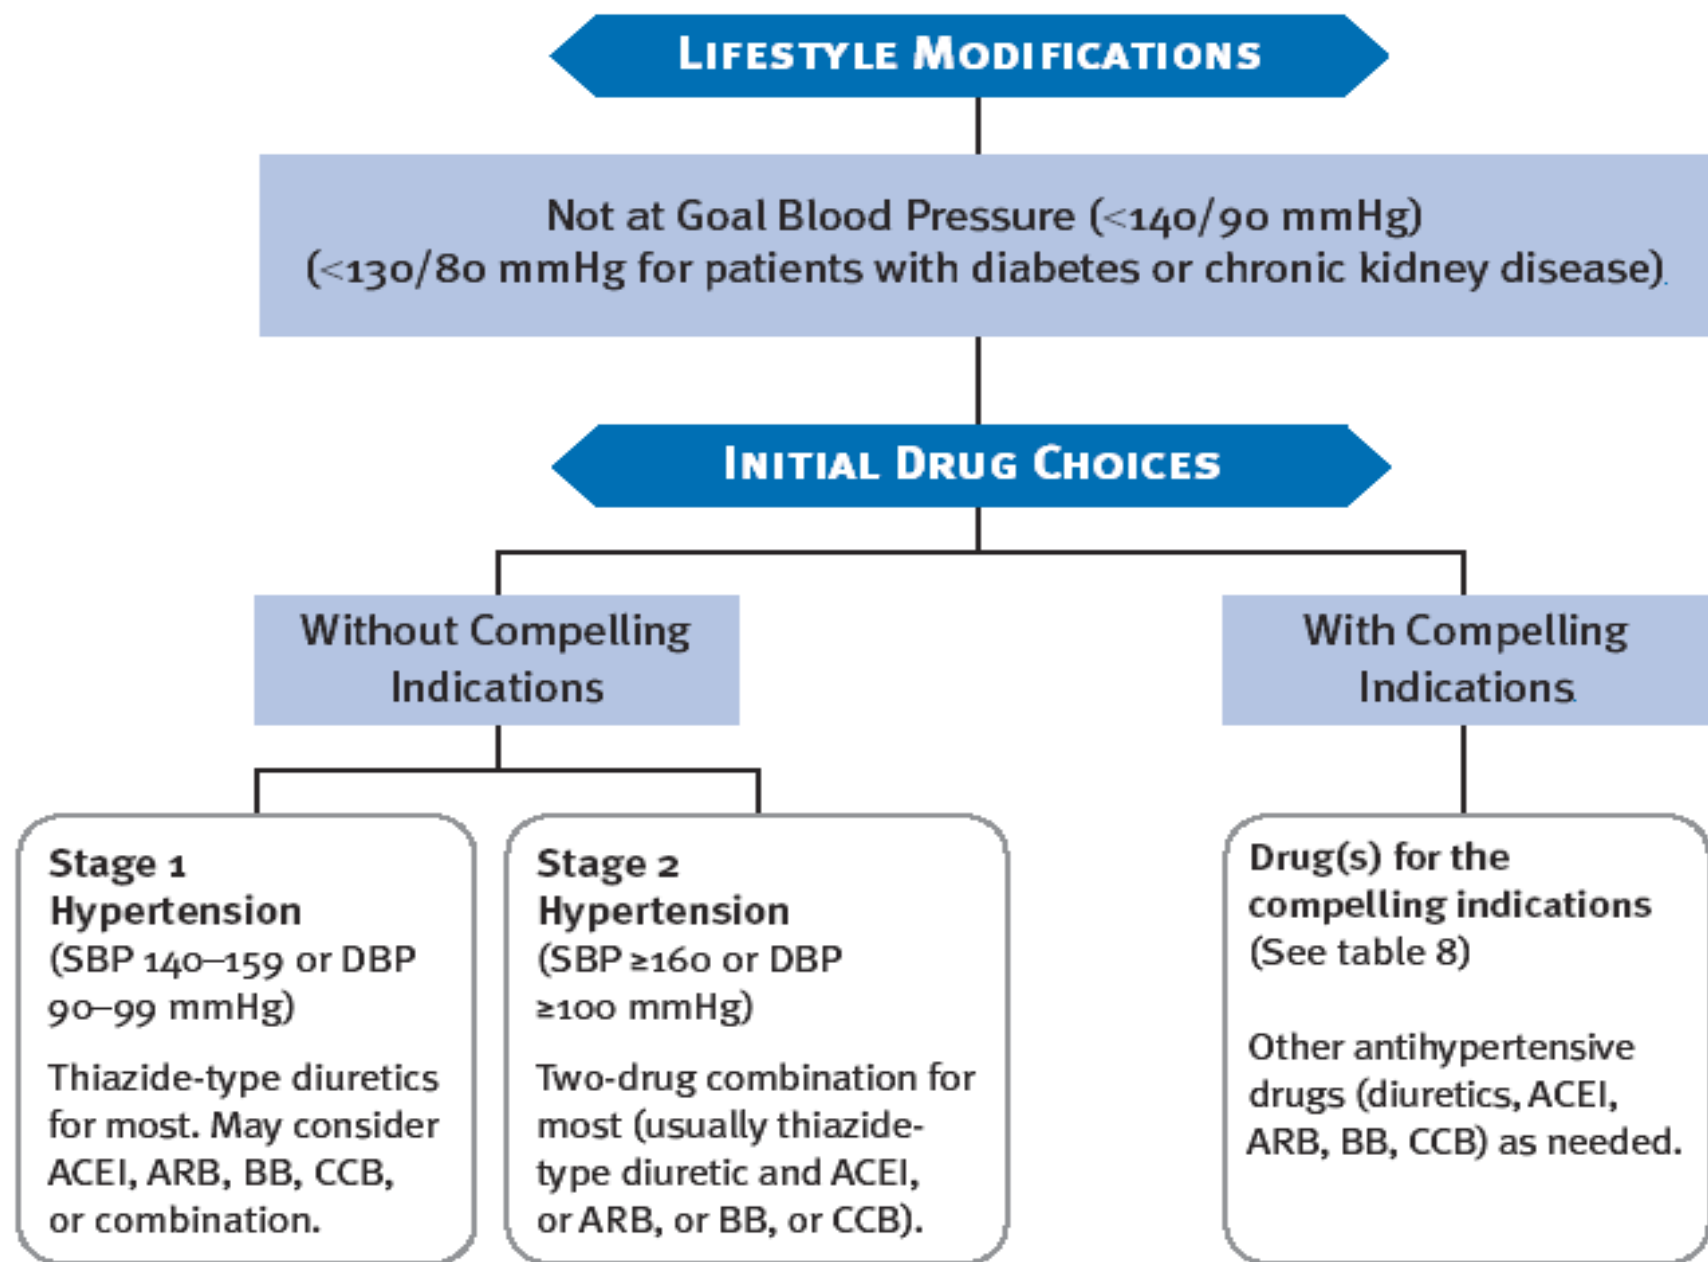 LIFESTYLE MODIFICATIONS
Not at Goal Blood Pressure (<140/90 mmHg)
(<130/80 mmHg for patients with diabetes or chronic kidney disease)
INITIAL DRUG CHOICES
Without Compelling
Indications
With Compelling
Indications
Stage 1
Hypertension
(SBP 140–159 or DBP
90–99 mmHg)
Thiazide-type diuretics
for most. May consider
ACEI, ARB, BB, CCB,
or combination.
Stage 2
Hypertension
(SBP ≥160 or DBP
≥100 mmHg)
Two-drug combination for
most (usually thiazide-
type diuretic and ACEI,
or ARB, or BB, or CCB).
Drug(s) for the
compelling indications
(See table 8)
Other antihypertensive
drugs (diuretics, ACEI,
ARB, BB, CCB) as needed.